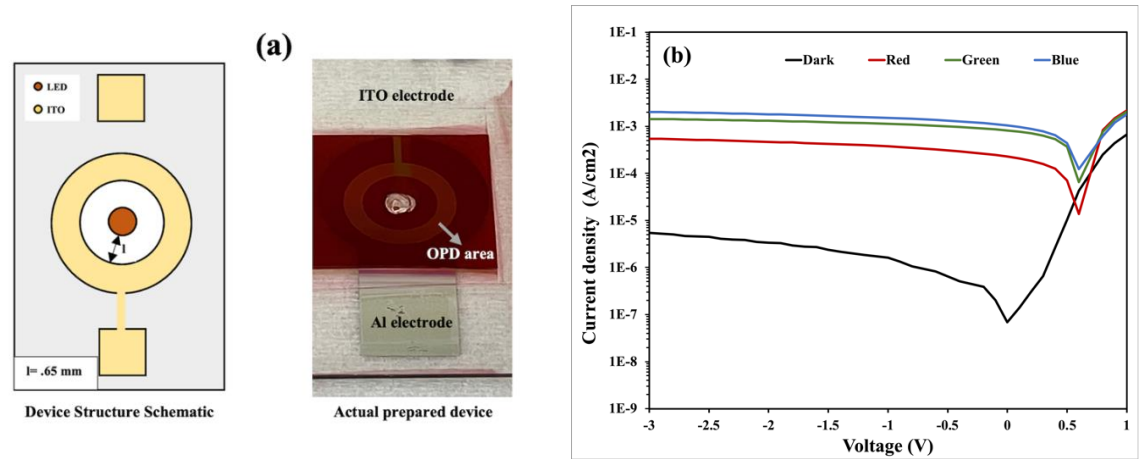 (a)
LED
ITO
l
l= .65 mm
Device Structure Schematic
ITO electrode
OPD area
Al electrode
Actual prepared device
(b)
Dark Red Green Blue
1E-1
1E-2
1E-3
1E-4
1E-5
1E-6
1E-7
1E-8
1E-9
Current density (A/cm2)
-3 -2.5 -2 -1.5 -1 -0.5 0 0.5 1
Voltage (V)